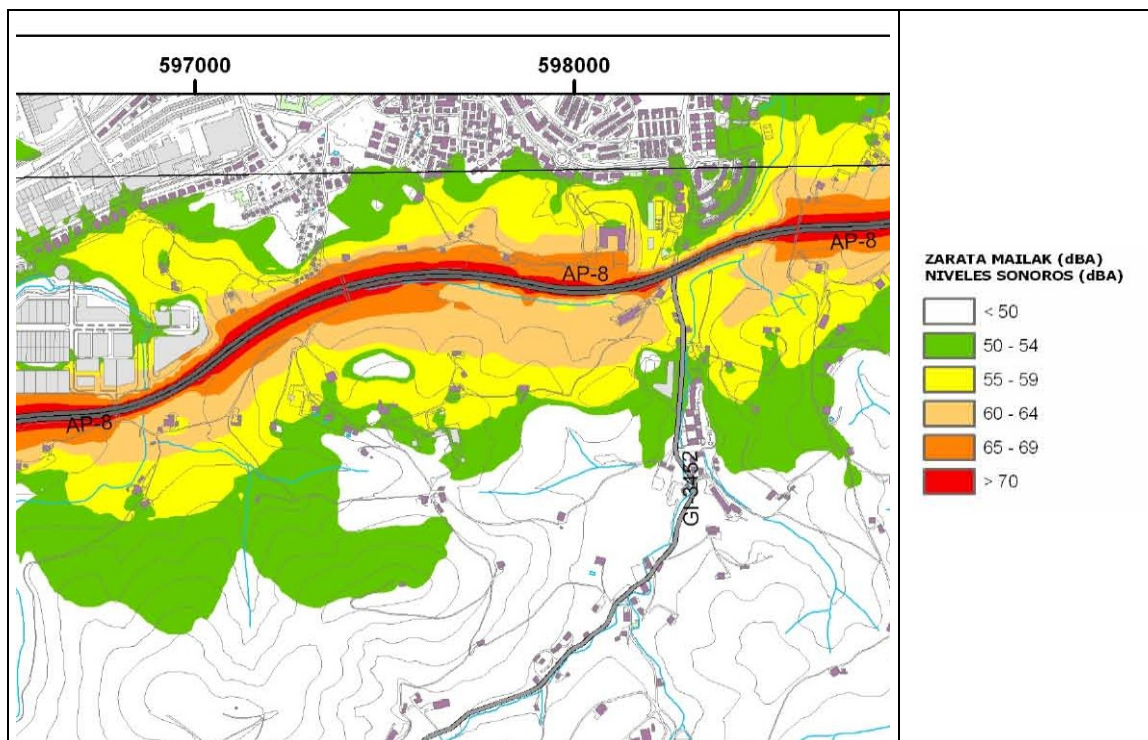 597000
598000
AP-8
AP-8
AP-8
GI-3452
ZARATA MAILAK (dBA)
NIVELES SONOROS (dBA)
< 50
50 - 54
55 - 59
60 - 64
65 - 69
> 70